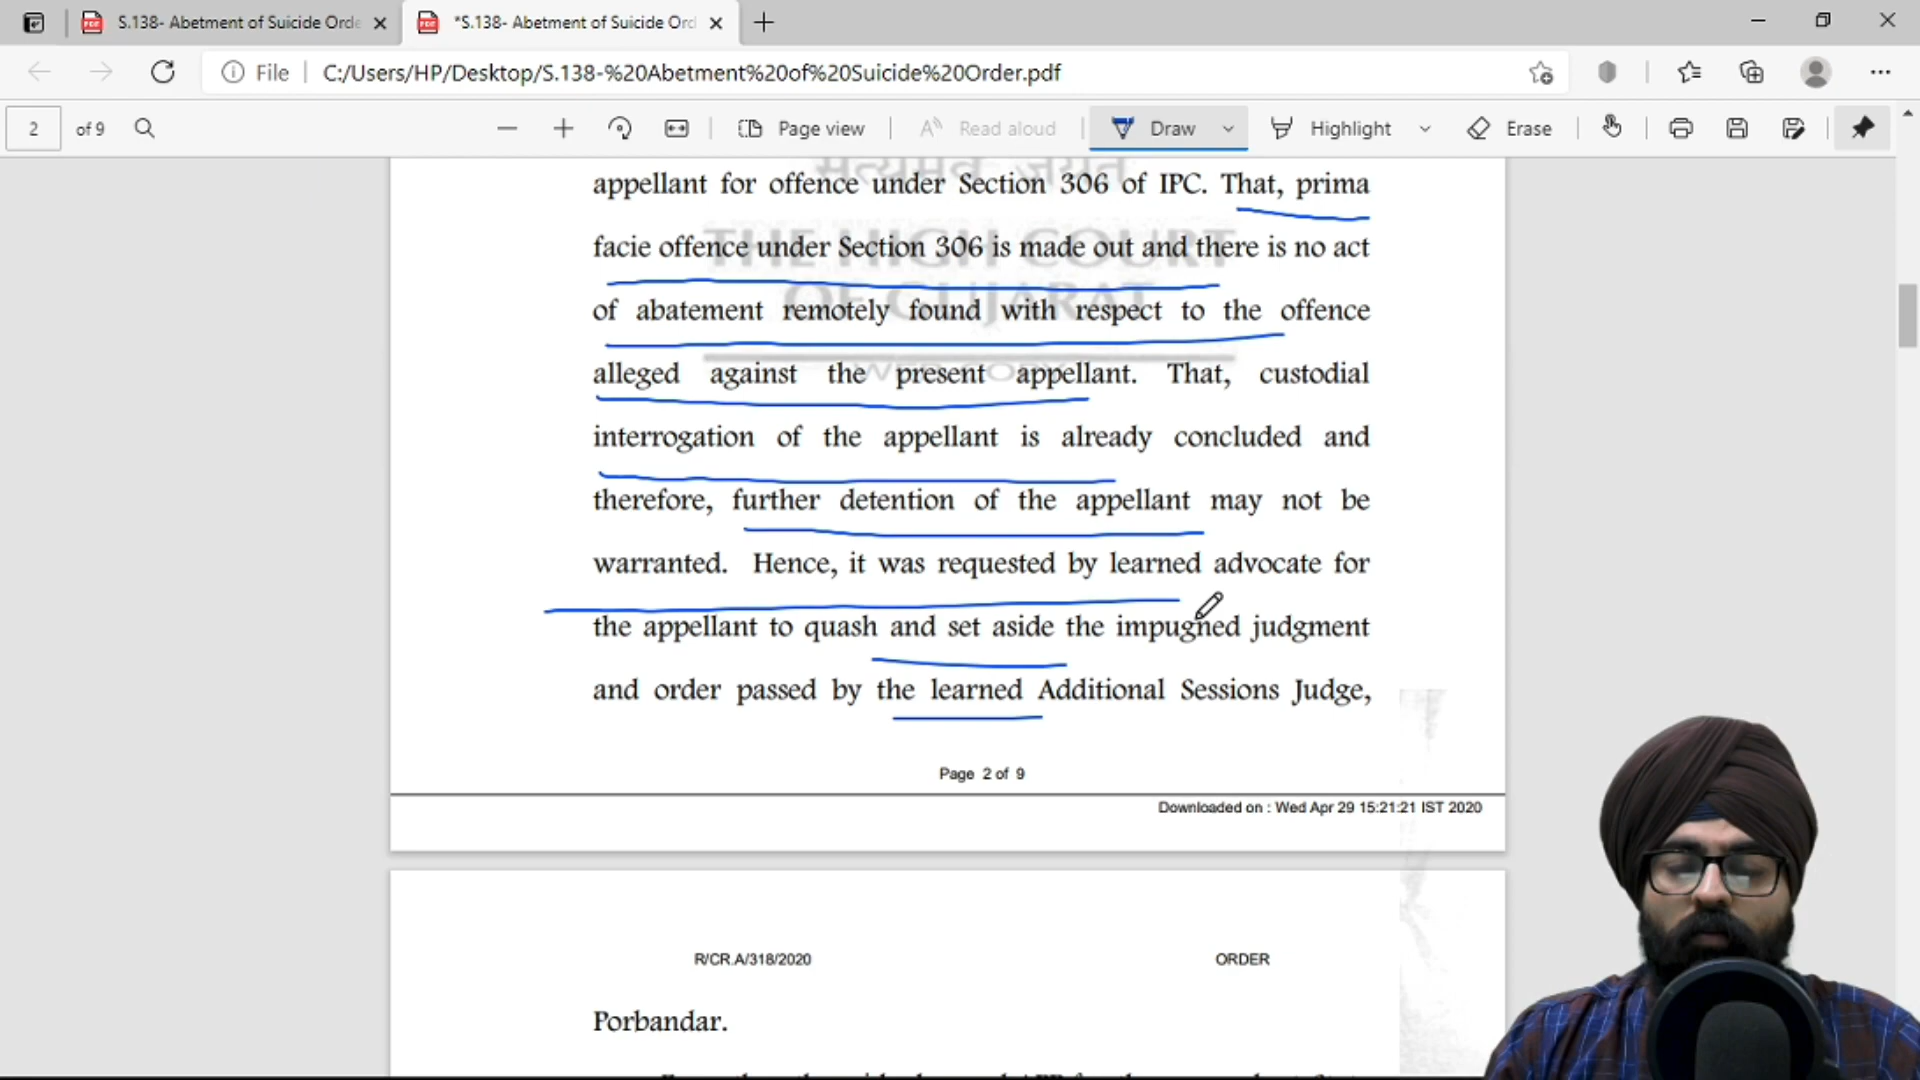 S.138- Abetment of Suicide Orde
*S.138- Abetment of Suicide Ord
File C:/Users/HP/Desktop/S.138-%20Abetment%20of%20Suicide%20Order.pdf
2 of 9 Page view Read aloud Draw Highlight Erase
सत्यमेव जयते
THE HIGH COURT
OF GUJARAT
WEB COPY
appellant for offence under Section 306 of IPC. That, prima
facie offence under Section 306 is made out and there is no act
of abatement remotely found with respect to the offence
alleged against the present appellant. That, custodial
interrogation of the appellant is already concluded and
therefore, further detention of the appellant may not be
warranted. Hence, it was requested by learned advocate for
the appellant to quash and set aside the impugned judgment
and order passed by the learned Additional Sessions Judge,
Page 2 of 9
Downloaded on : Wed Apr 29 15:21:21 IST 2020
R/CR.A/318/2020 ORDER
Porbandar.